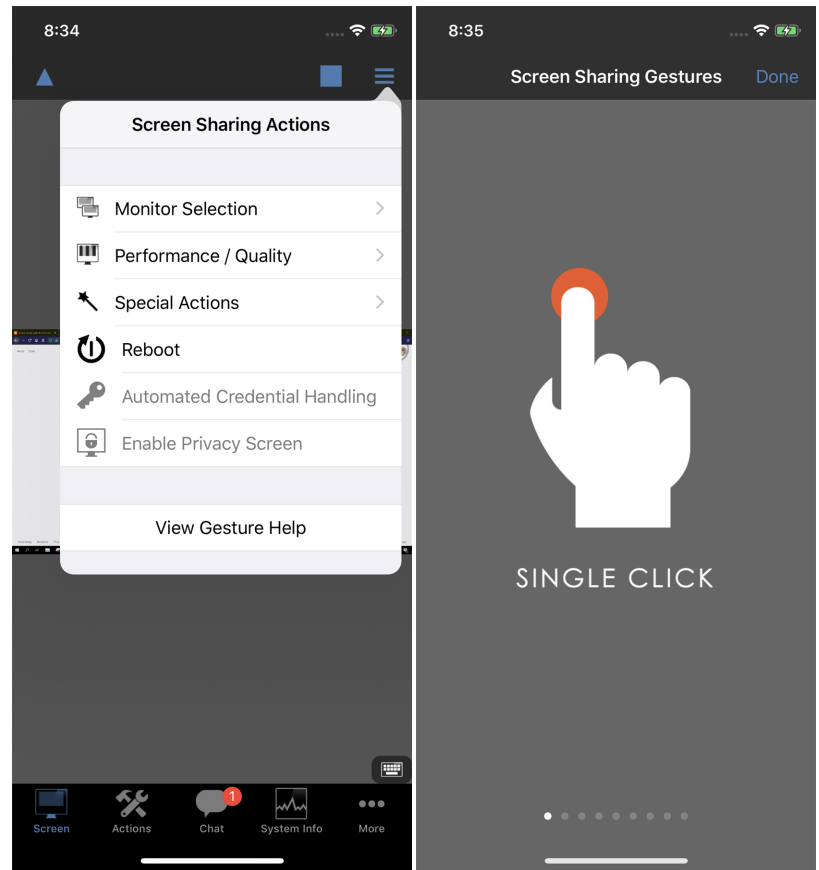 8:34
Screen Sharing Actions
Monitor Selection
Performance / Quality
Special Actions
Reboot
Automated Credential Handling
Enable Privacy Screen
View Gesture Help
Screen
Actions
1
Chat
System Info
More
8:35
Screen Sharing Gestures
Done
SINGLE CLICK